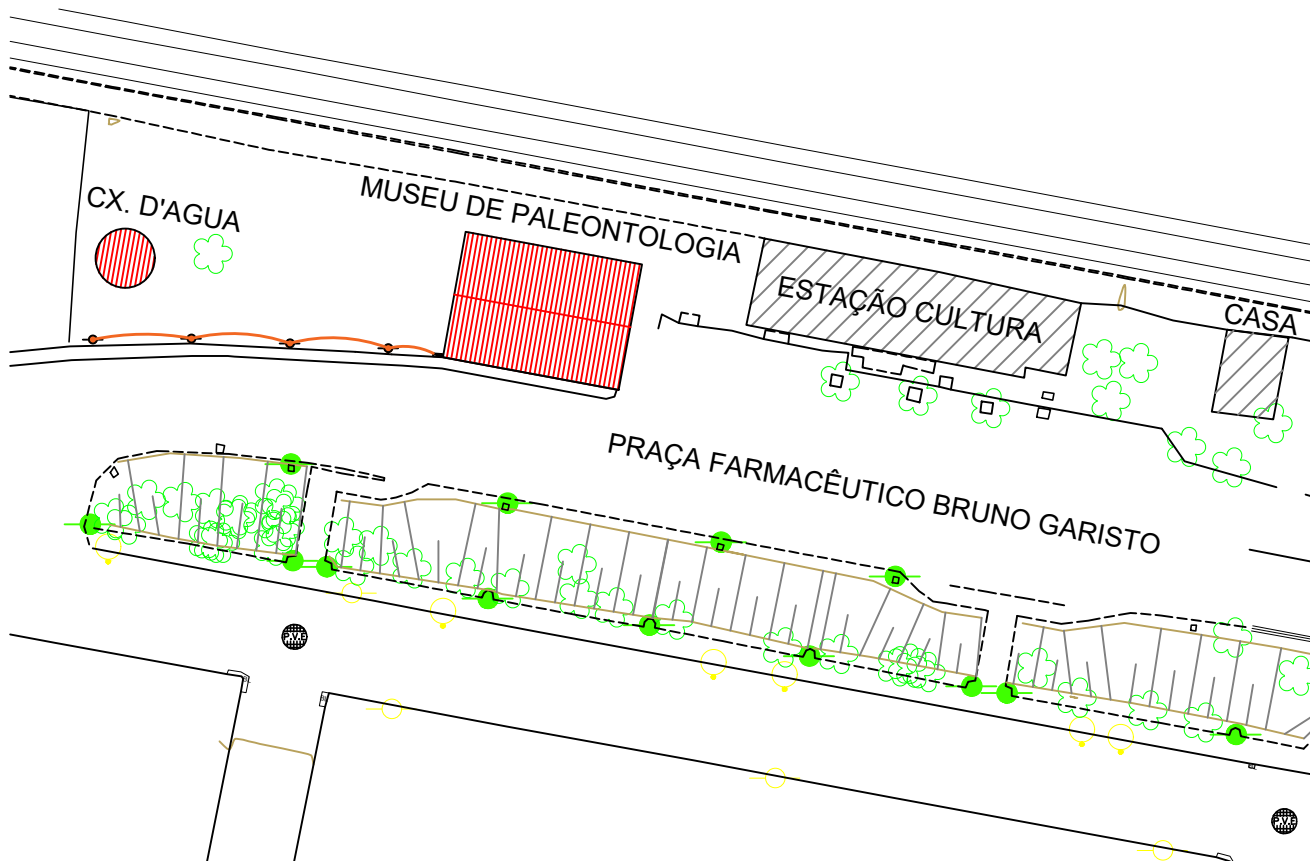 CX. D'AGUA
MUSEU DE PALEONTOLOGIA
ESTAÇÃO CULTURA
CASA
PRAÇA FARMACÊUTICO BRUNO GARISTO
P.V.E
P.V.E